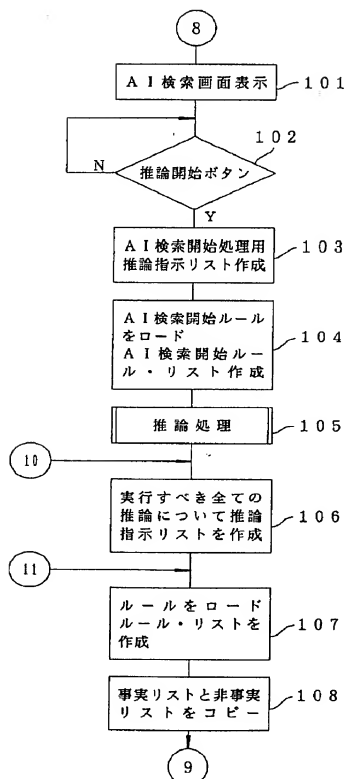 8
AI検索画面表示
101
102
推論開始ボタン
N
Y
AI検索開始処理用
推論指示リスト作成
103
AI検索開始ルール
をロード
AI検索開始ルー
ル・リスト作成
104
推論処理
105
10
実行すべき全ての
推論について推論
指示リストを作成
106
11
ルールをロード
ルール・リストを
作成
107
事実リストと非事実
リストをコピー
108
9